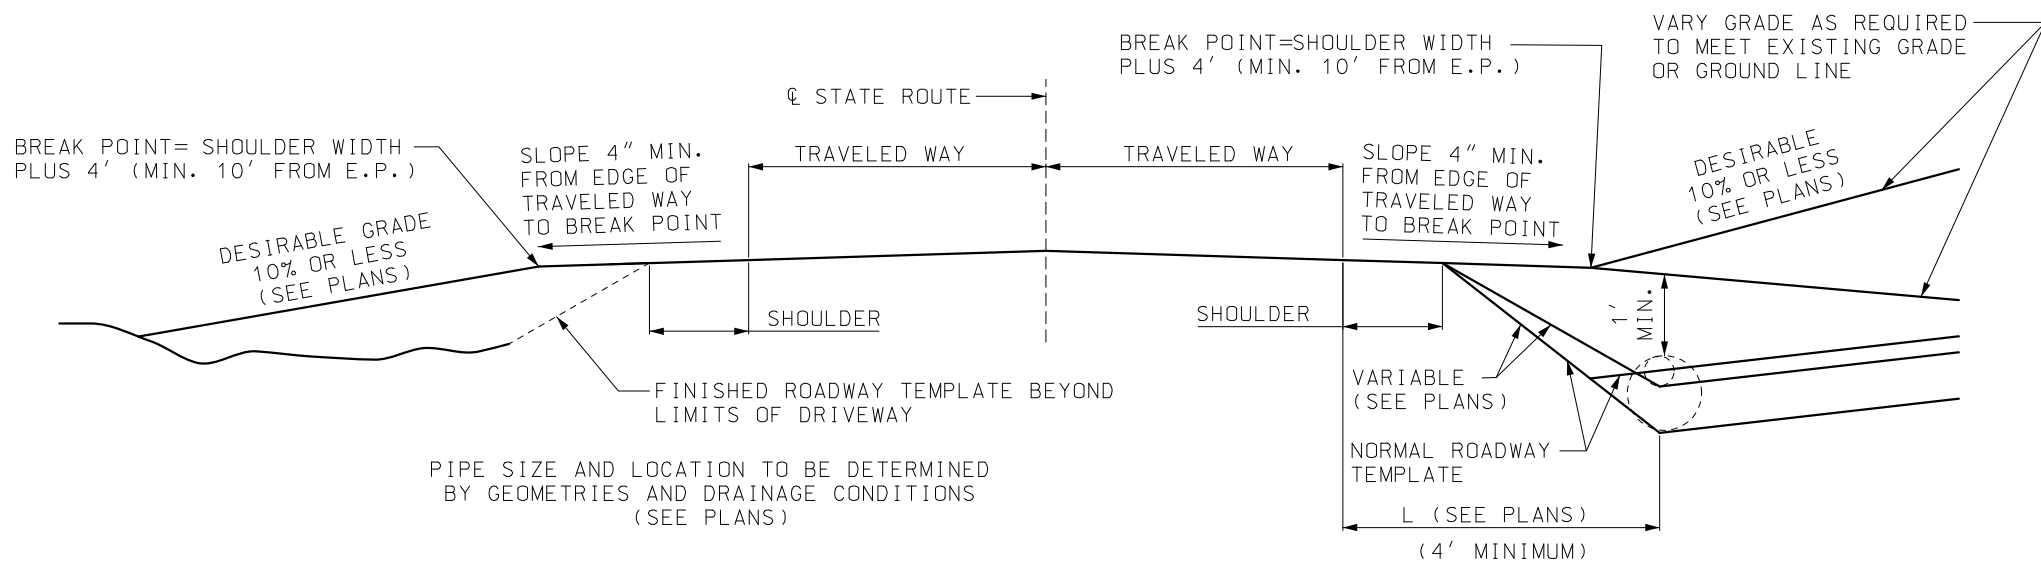 VARY GRADE AS REQUIRED
TO MEET EXISTING GRADE
OR GROUND LINE
BREAK POINT=SHOULDER WIDTH
PLUS 4' (MIN. 10' FROM E.P.)
℄ STATE ROUTE
BREAK POINT= SHOULDER WIDTH
PLUS 4' (MIN. 10' FROM E.P.)
SLOPE 4" MIN.
FROM EDGE OF
TRAVELED WAY
TO BREAK POINT
TRAVELED WAY
TRAVELED WAY
SLOPE 4" MIN.
FROM EDGE OF
TRAVELED WAY
TO BREAK POINT
DESIRABLE
10% OR LESS
(SEE PLANS)
DESIRABLE GRADE
10% OR LESS
(SEE PLANS)
SHOULDER
SHOULDER
1'
MIN.
FINISHED ROADWAY TEMPLATE BEYOND
LIMITS OF DRIVEWAY
VARIABLE
(SEE PLANS)
NORMAL ROADWAY
TEMPLATE
PIPE SIZE AND LOCATION TO BE DETERMINED
BY GEOMETRIES AND DRAINAGE CONDITIONS
(SEE PLANS)
L (SEE PLANS)
(4' MINIMUM)